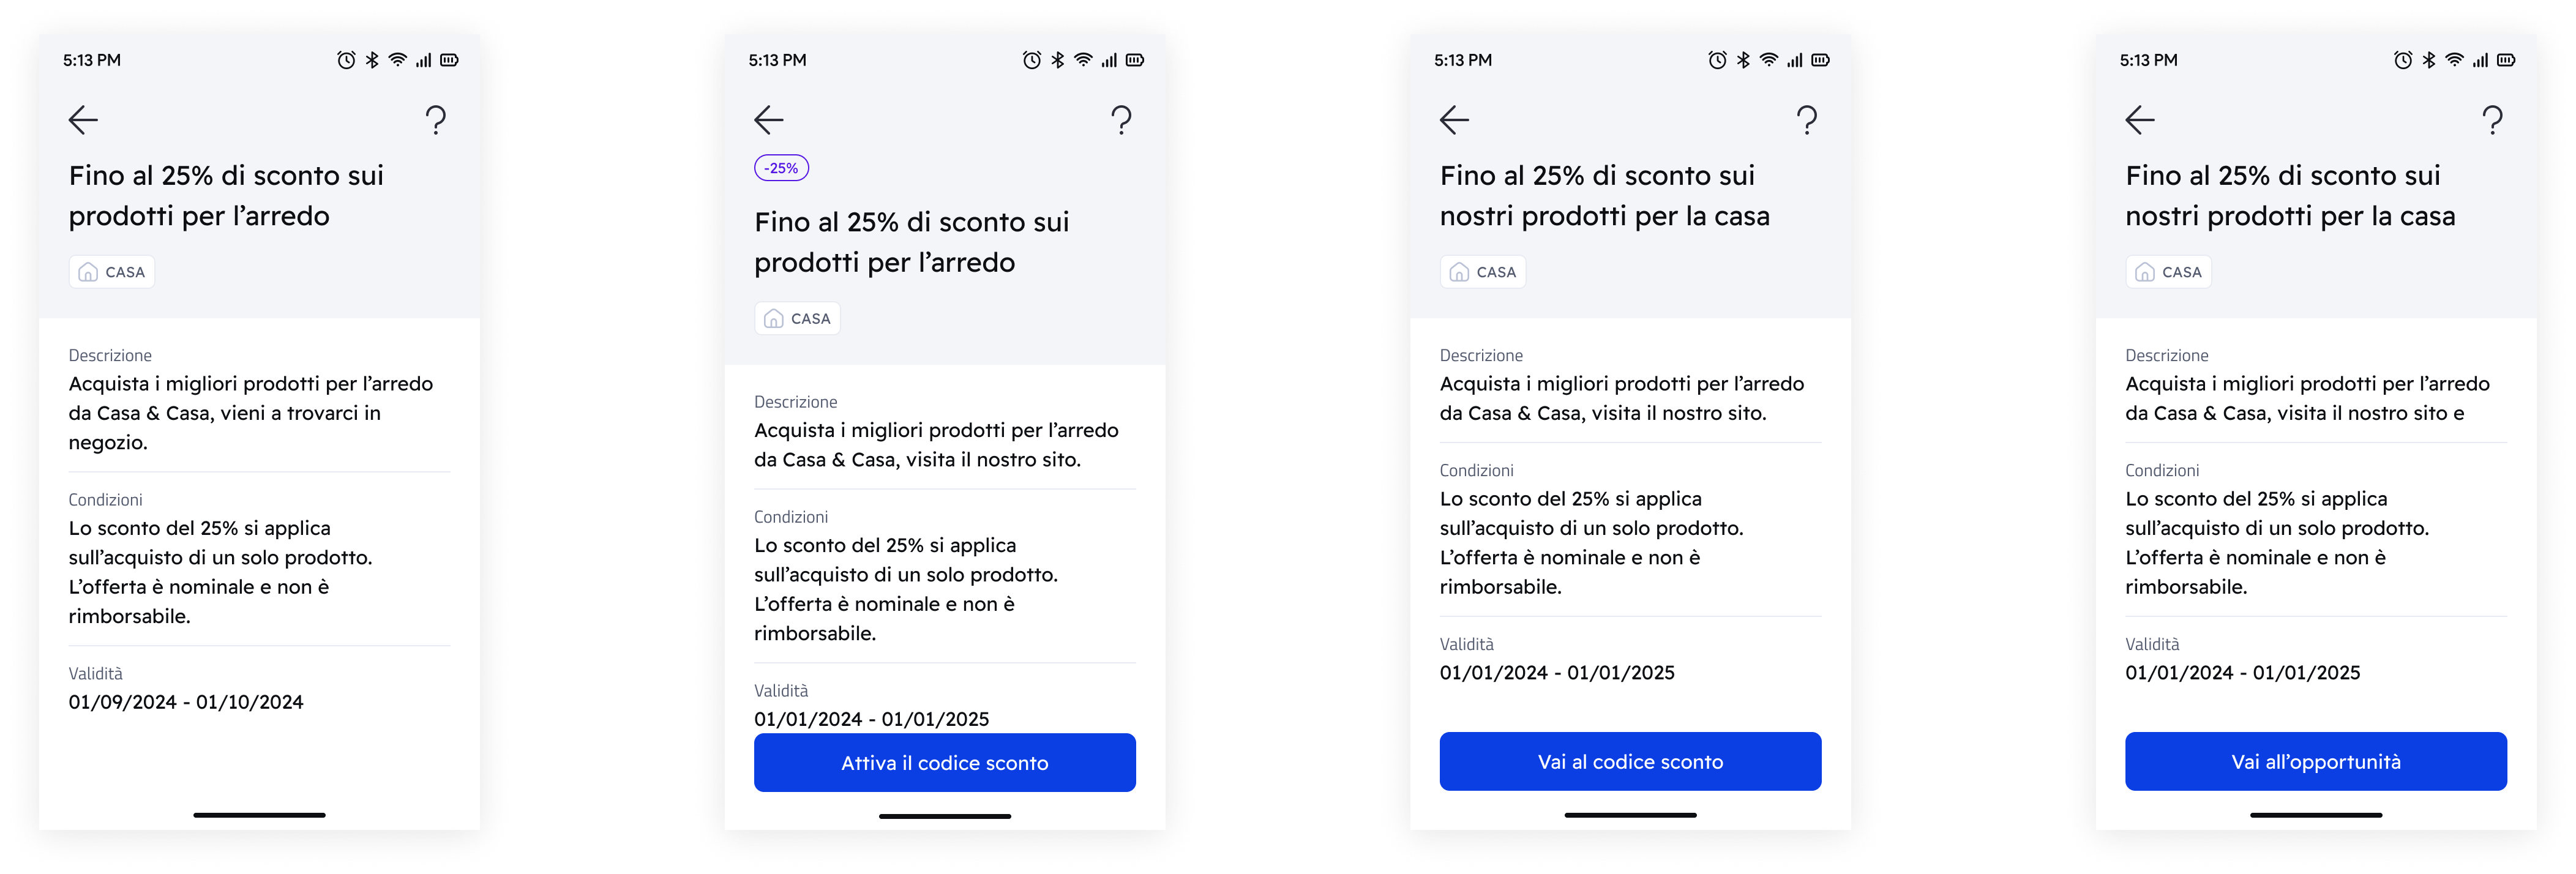 5:13 PM
?
Fino al 25% di sconto sui
prodotti per l’arredo
CASA
Descrizione
Acquista i migliori prodotti per l’arredo
da Casa & Casa, vieni a trovarci in
negozio.
Condizioni
Lo sconto del 25% si applica
sull’acquisto di un solo prodotto.
L’offerta è nominale e non è
rimborsabile.
Validità
01/09/2024 - 01/10/2024
5:13 PM
?
-25%
Fino al 25% di sconto sui
prodotti per l’arredo
CASA
Descrizione
Acquista i migliori prodotti per l’arredo
da Casa & Casa, visita il nostro sito.
Condizioni
Lo sconto del 25% si applica
sull’acquisto di un solo prodotto.
L’offerta è nominale e non è
rimborsabile.
Validità
01/01/2024 - 01/01/2025
Attiva il codice sconto
5:13 PM
?
Fino al 25% di sconto sui
nostri prodotti per la casa
CASA
Descrizione
Acquista i migliori prodotti per l’arredo
da Casa & Casa, visita il nostro sito.
Condizioni
Lo sconto del 25% si applica
sull’acquisto di un solo prodotto.
L’offerta è nominale e non è
rimborsabile.
Validità
01/01/2024 - 01/01/2025
Vai al codice sconto
5:13 PM
?
Fino al 25% di sconto sui
nostri prodotti per la casa
CASA
Descrizione
Acquista i migliori prodotti per l’arredo
da Casa & Casa, visita il nostro sito e
Condizioni
Lo sconto del 25% si applica
sull’acquisto di un solo prodotto.
L’offerta è nominale e non è
rimborsabile.
Validità
01/01/2024 - 01/01/2025
Vai all’opportunità